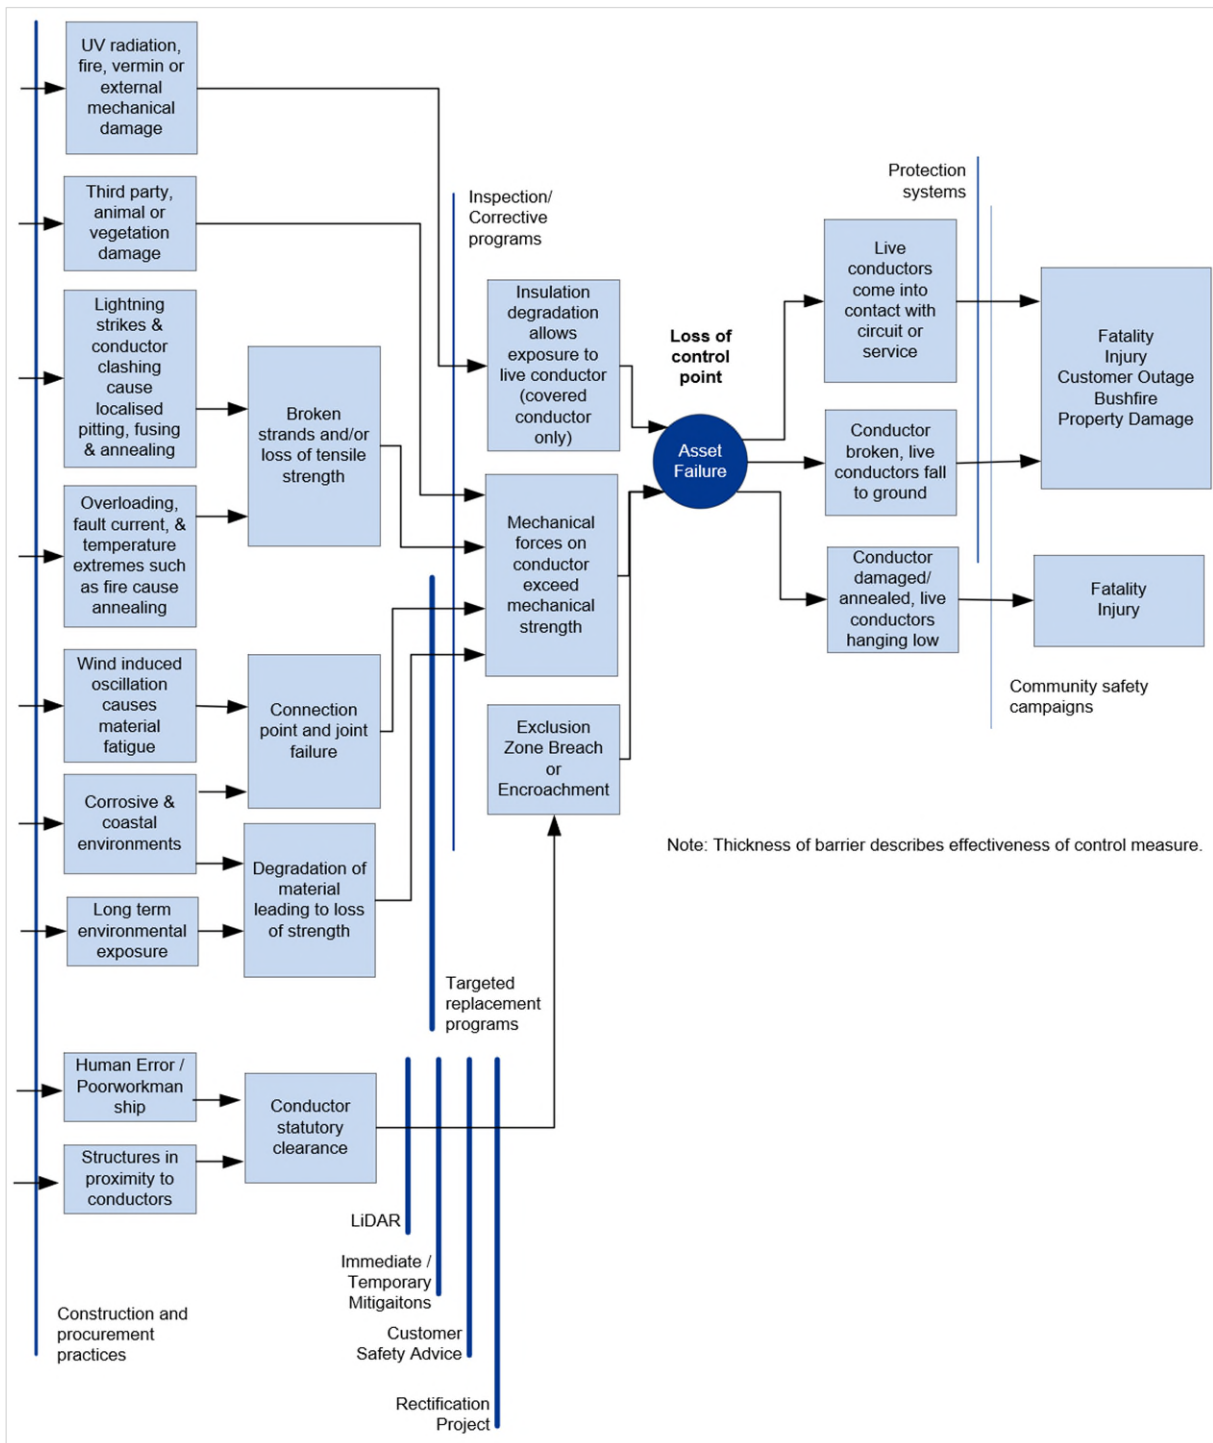 UV radiation,
fire, vermin or
external
mechanical
damage
Third party,
animal or
vegetation
damage
Lightning
strikes &
conductor
clashing
cause
localised
pitting, fusing
& annealing
Overloading,
fault current, &
temperature
extremes such
as fire cause
annealing
Wind induced
oscillation
causes
material
fatigue
Corrosive &
coastal
environments
Long term
environmental
exposure
Human Error /
Poorworkman
ship
Structures in
proximity to
conductors
Construction and
procurement
practices
Broken
strands and/or
loss of tensile
strength
Connection
point and joint
failure
Degradation of
material
leading to loss
of strength
Conductor
statutory
clearance
LiDAR
Immediate /
Temporary
Mitigaitons
Customer
Safety Advice
Rectification
Project
Targeted
replacement
programs
Inspection/
Corrective
programs
Insulation
degradation
allows
exposure to
live conductor
(covered
conductor
only)
Mechanical
forces on
conductor
exceed
mechanical
strength
Exclusion
Zone Breach
or
Encroachment
Loss of
control
point
Asset
Failure
Live
conductors
come into
contact with
circuit or
service
Conductor
broken, live
conductors fall
to ground
Conductor
damaged/
annealed, live
conductors
hanging low
Protection
systems
Community safety
campaigns
Fatality
Injury
Customer Outage
Bushfire
Property Damage
Fatality
Injury
Note: Thickness of barrier describes effectiveness of control measure.